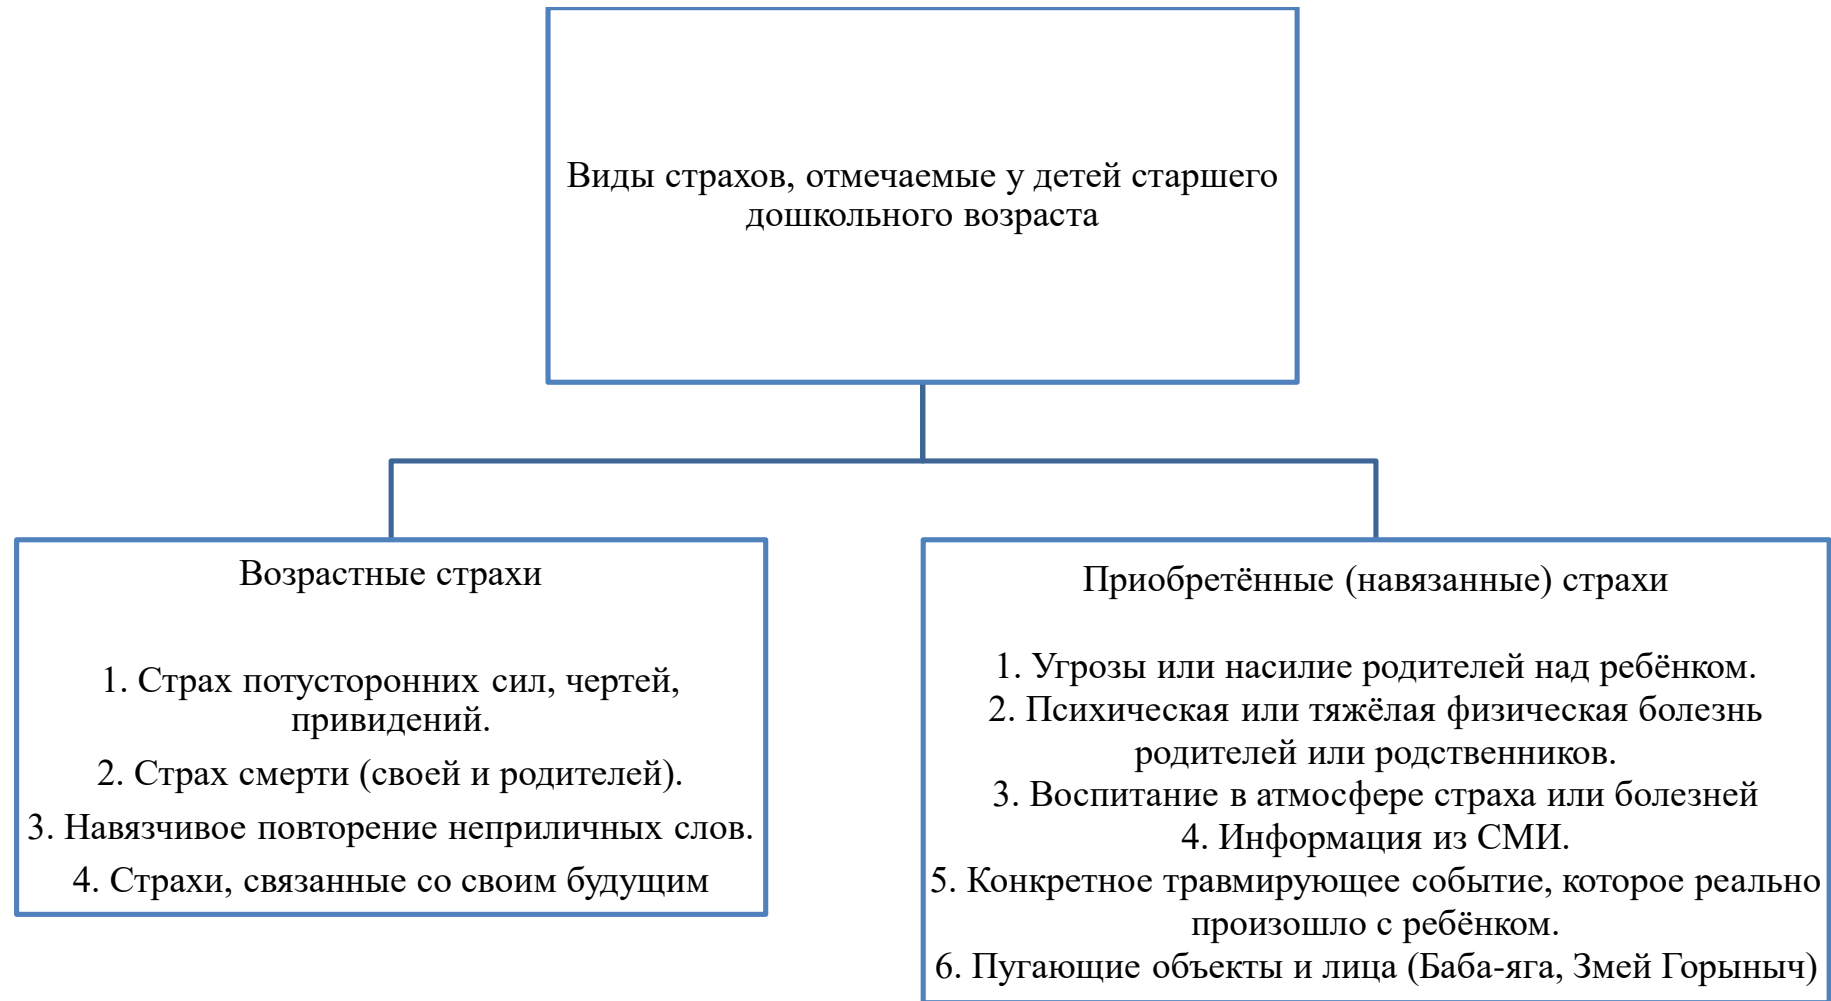 Виды страхов, отмечаемые у детей старшего
дошкольного возраста
Возрастные страхи
1. Страх потусторонних сил, чертей,
привидений.
2. Страх смерти (своей и родителей).
3. Навязчивое повторение неприличных слов.
4. Страхи, связанные со своим будущим
Приобретённые (навязанные) страхи
1. Угрозы или насилие родителей над ребёнком.
2. Психическая или тяжёлая физическая болезнь
родителей или родственников.
3. Воспитание в атмосфере страха или болезней
4. Информация из СМИ.
5. Конкретное травмирующее событие, которое реально
произошло с ребёнком.
6. Пугающие объекты и лица (Баба-яга, Змей Горыныч)